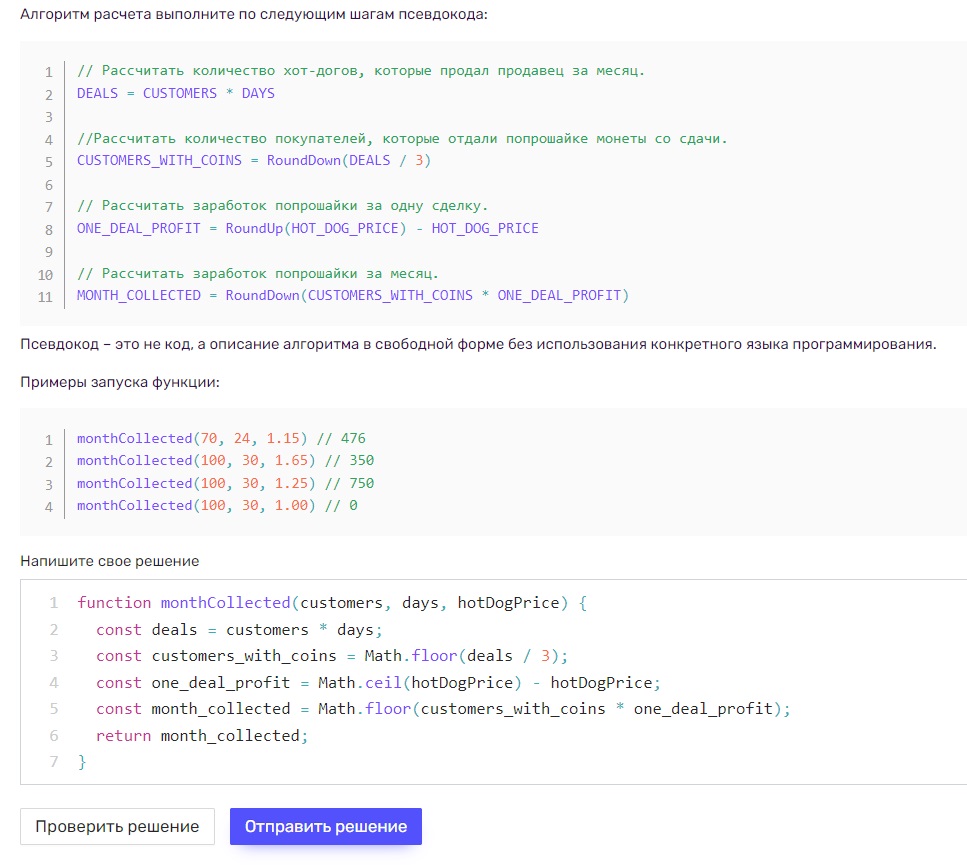 Алгоритм расчета выполните по следующим шагам псевдокода:
1 // Рассчитать количество хот-догов, которые продал продавец за месяц.
2 DEALS = CUSTOMERS * DAYS
3
4 //Рассчитать количество покупателей, которые отдали попрошайке монеты со сдачи.
5 CUSTOMERS_WITH_COINS = RoundDown(DEALS / 3)
6
7 // Рассчитать заработок попрошайки за одну сделку.
8 ONE_DEAL_PROFIT = RoundUp(HOT_DOG_PRICE) - HOT_DOG_PRICE
9
10 // Рассчитать заработок попрошайки за месяц.
11 MONTH_COLLECTED = RoundDown(CUSTOMERS_WITH_COINS * ONE_DEAL_PROFIT)
Псевдокод – это не код, а описание алгоритма в свободной форме без использования конкретного языка программирования.
Примеры запуска функции:
1 monthCollected(70, 24, 1.15) // 476
2 monthCollected(100, 30, 1.65) // 350
3 monthCollected(100, 30, 1.25) // 750
4 monthCollected(100, 30, 1.00) // 0
Напишите свое решение
1 function monthCollected(customers, days, hotDogPrice) {
2 const deals = customers * days;
3 const customers_with_coins = Math.floor(deals / 3);
4 const one_deal_profit = Math.ceil(hotDogPrice) - hotDogPrice;
5 const month_collected = Math.floor(customers_with_coins * one_deal_profit);
6 return month_collected;
7 }
Проверить решение Отправить решение